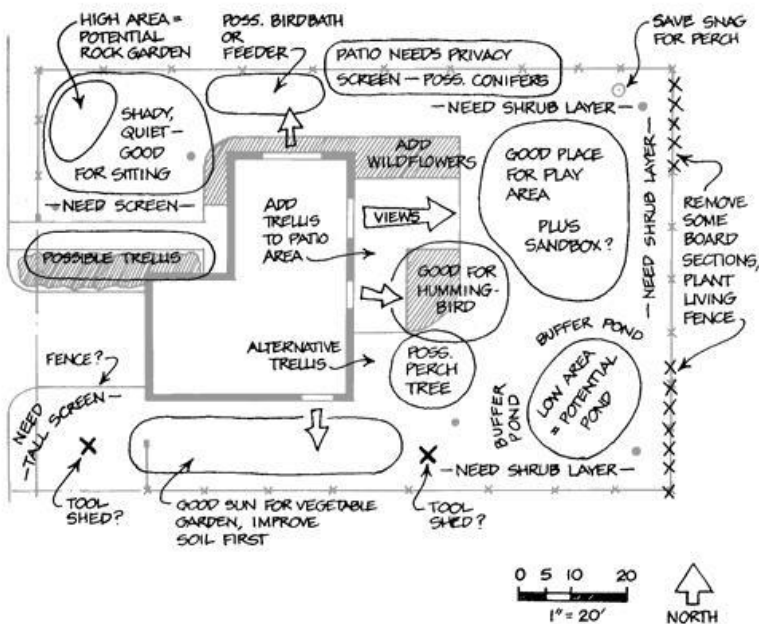 HIGH AREA =
POTENTIAL
ROCK GARDEN
POSS. BIRDBATH
OR
FEEDER
PATIO NEEDS PRIVACY
SCREEN – POSS. CONIFERS
SAVE SNAG
FOR PERCH
– NEED SHRUB LAYER –
SHADY,
QUIET –
GOOD
FOR SITTING
– NEED SCREEN –
ADD
WILDFLOWERS
GOOD PLACE
FOR PLAY
AREA
PLUS
SANDBOX?
– NEED SHRUB LAYER –
– NEED SHRUB LAYER –
REMOVE
SOME
BOARD
SECTIONS,
PLANT
LIVING
FENCE
ADD
TRELLIS
TO PATIO
AREA
VIEWS
POSSIBLE TRELLIS
GOOD FOR
HUMMING-
BIRD
ALTERNATIVE
TRELLIS
POSS.
PERCH
TREE
BUFFER POND
BUFFER
POND
LOW AREA
= POTENTIAL
POND
FENCE?
NEED
– TALL SCREEN –
– NEED SHRUB LAYER –
TOOL
SHED?
GOOD SUN FOR VEGETABLE
GARDEN, IMPROVE
SOIL FIRST
TOOL
SHED?
0 5 10 20
1" = 20'
NORTH